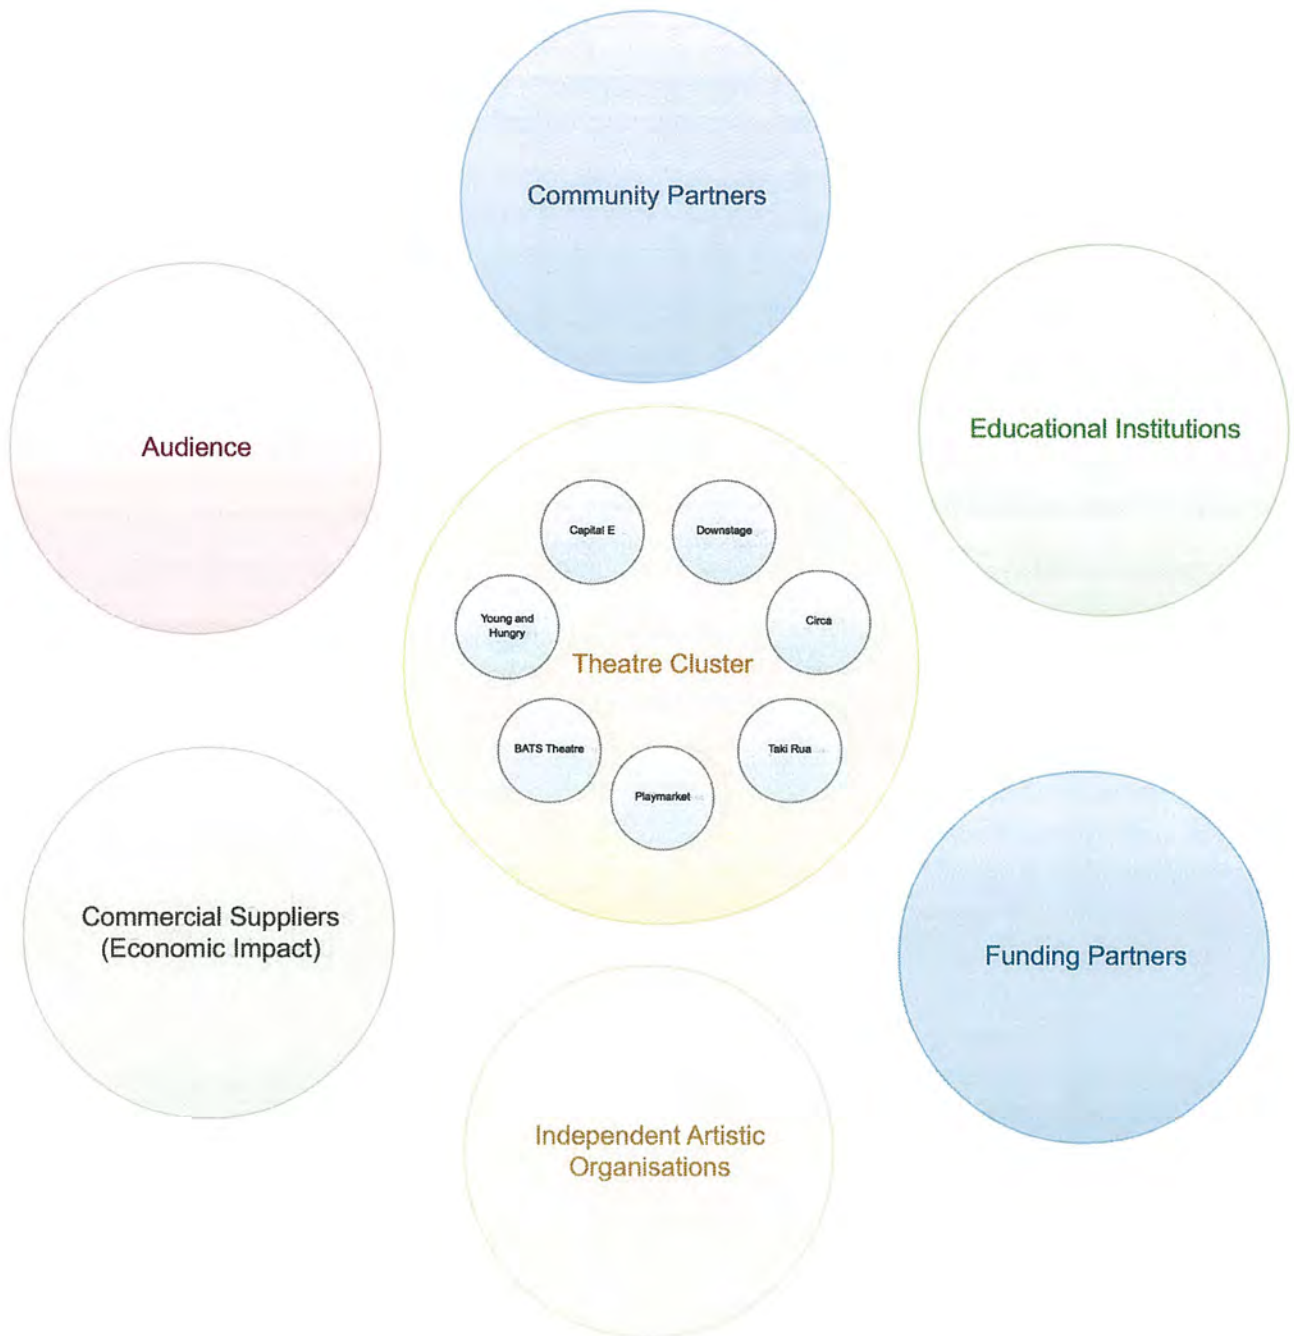 Community Partners
Audience
Educational Institutions
Capital E
Downstage
Young and
Hungry
Circa
Theatre Cluster
BATS Theatre
Taki Rua
Playmarket
Commercial Suppliers
(Economic Impact)
Funding Partners
Independent Artistic
Organisations